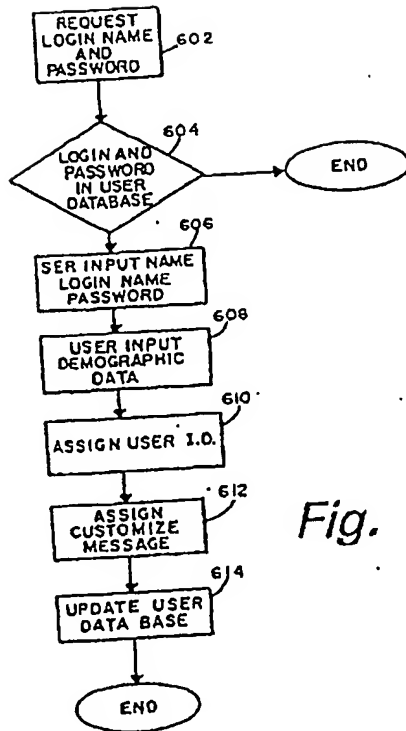 REQUEST
LOGIN NAME
AND
PASSWORD
602
604
LOGIN AND
PASSWORD
IN USER
DATABASE
END
606
SER INPUT NAME
LOGIN NAME
PASSWORD
608
USER INPUT
DEMOGRAPHIC
DATA
610
ASSIGN USER I.D.
612
ASSIGN
CUSTOMIZE
MESSAGE
Fig.
614
UPDATE USER
DATA BASE
END